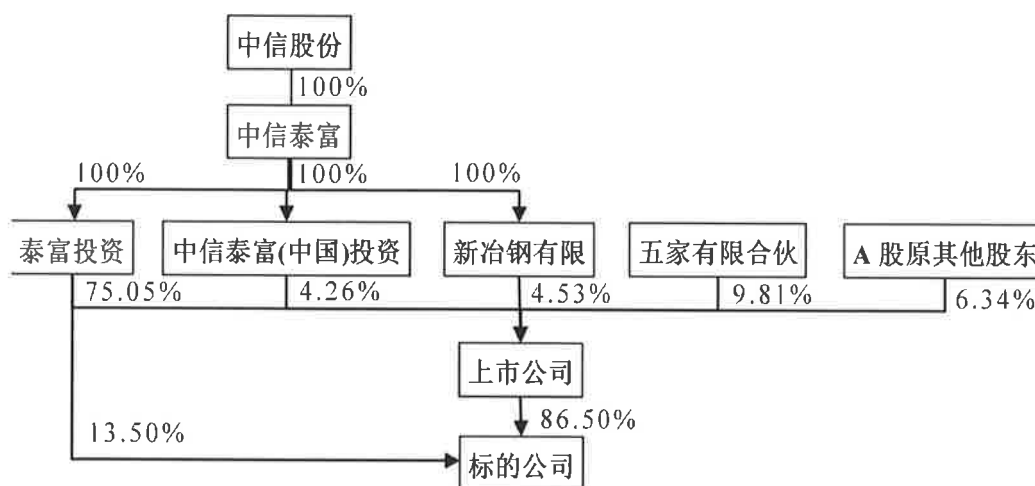 中信股份
100%
中信泰富
100% 100% 100%
泰富投资 中信泰富(中国)投资 新冶钢有限 五家有限合伙 A 股原其他股东
75.05% 4.26% 4.53% 9.81% 6.34%
上市公司
86.50%
13.50%
标的公司